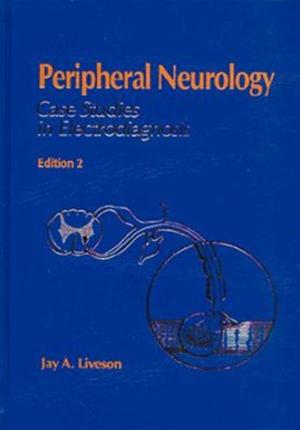 Peripheral Neurology
Case Studies
in Electrodiagnosis
Edition 2
Jay A. Liveson